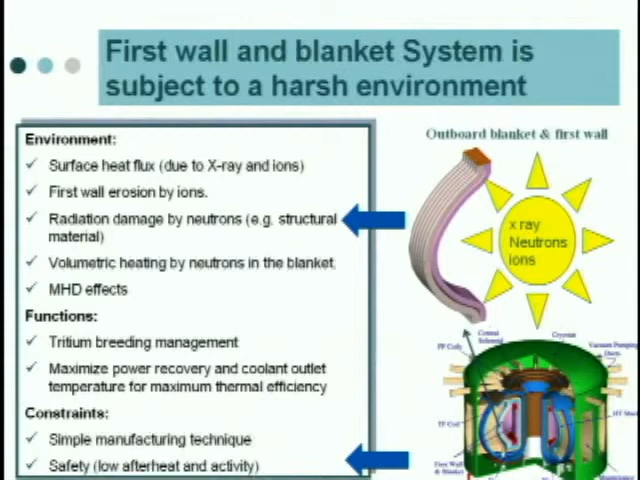 First wall and blanket System is
subject to a harsh environment
Environment:
Surface heat flux (due to X-ray and ions)
First wall erosion by ions.
Radiation damage by neutrons (e.g. structural
material)
Volumetric heating by neutrons in the blanket.
MHD effects
Functions:
Tritium breeding management
Maximize power recovery and coolant outlet
temperature for maximum thermal efficiency
Constraints:
Simple manufacturing technique
Safety (low afterheat and activity)
Outboard blanket & first wall
x ray
Neutrons
ions
Central
Solenoid
Cryostat
Vacuum Pumping
Ducts
PF Coils
TF Coil
First Wall
& Blanket
Maintenance